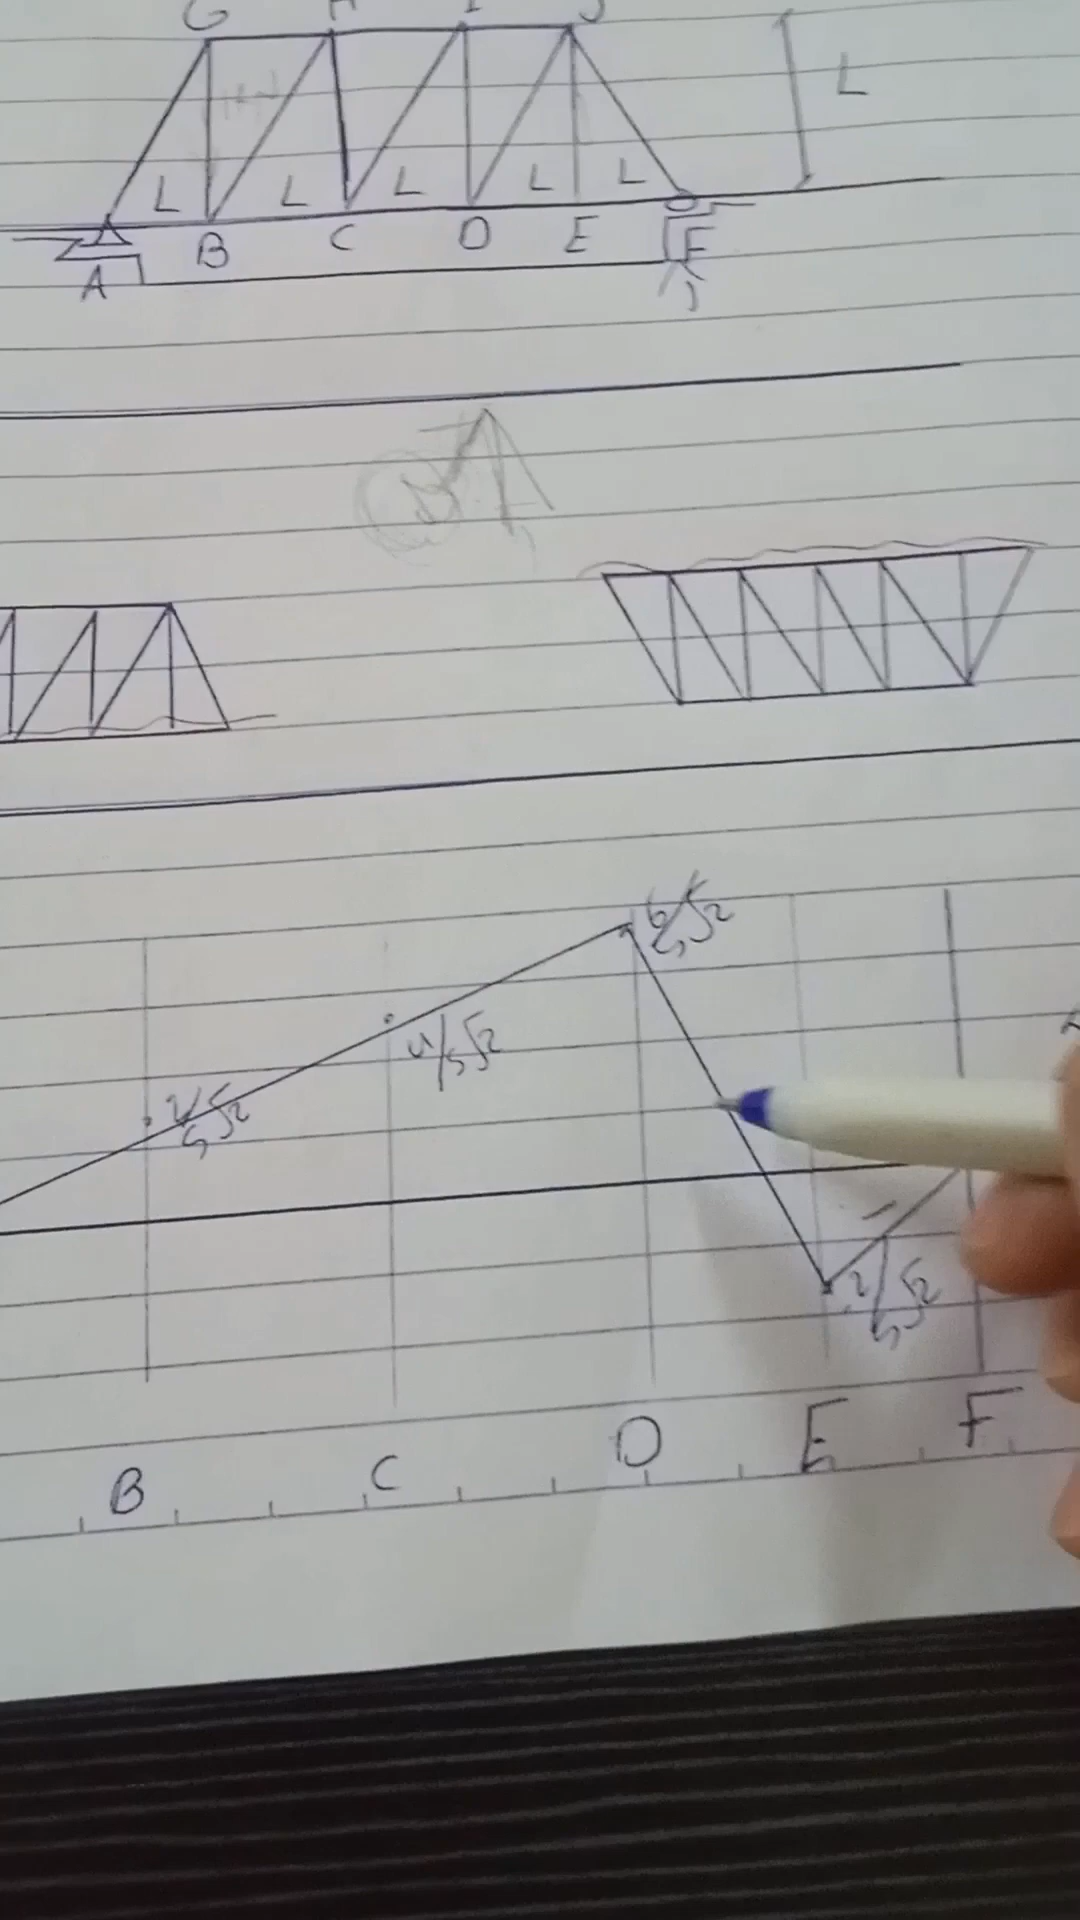 G H I J
L
L L L L L
A B C D E F
2/5 √2
4/5 √2
6/5 √2
2/5 √2
B C D E F